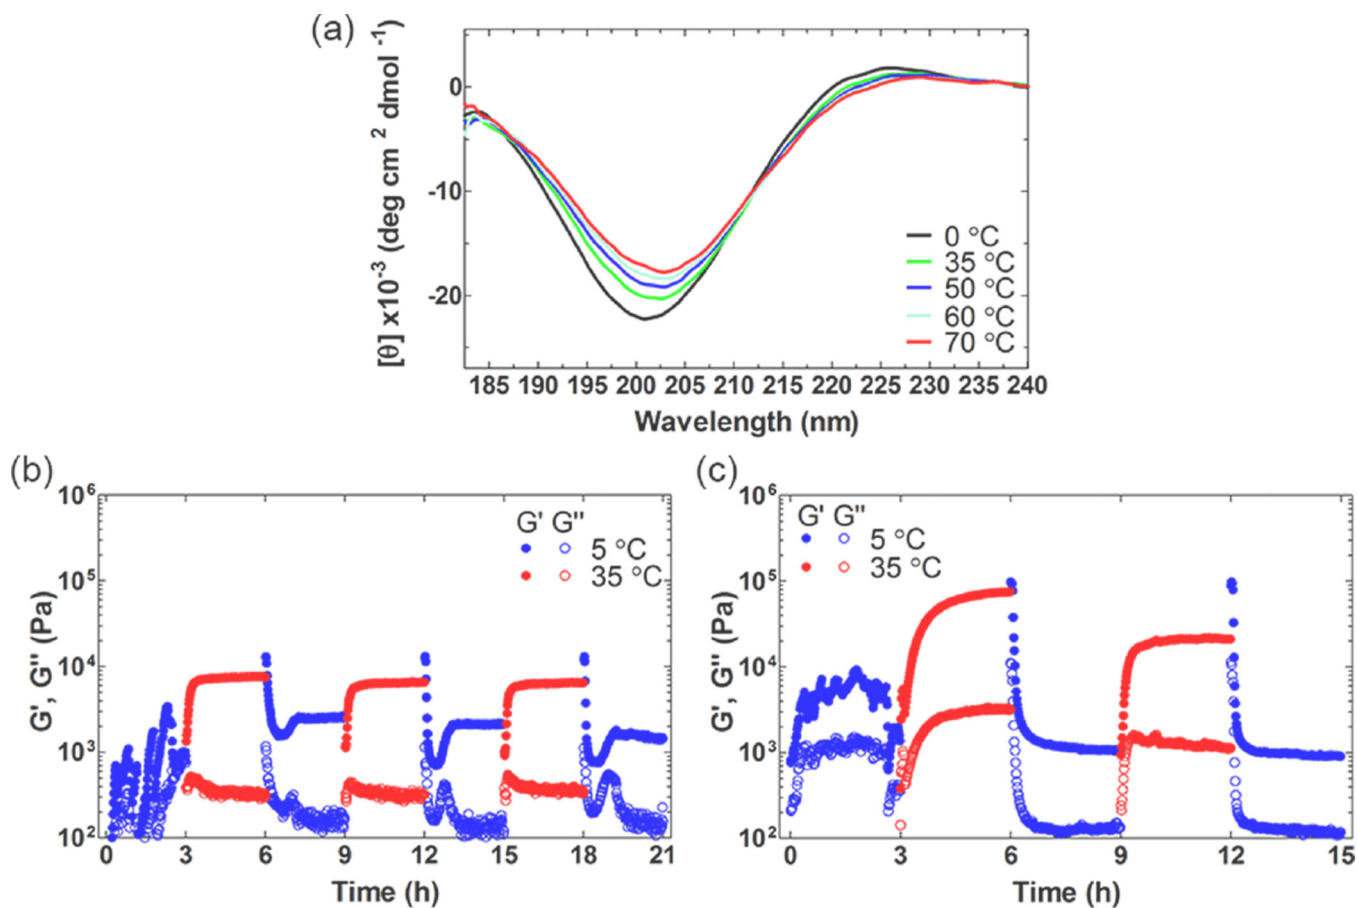 (a)
[θ] x10⁻³ (deg cm ² dmol ⁻¹)
0
-10
-20
0 °C
35 °C
50 °C
60 °C
70 °C
185 190 195 200 205 210 215 220 225 230 235 240
Wavelength (nm)
(b)
G', G" (Pa)
10⁶
10⁵
10⁴
10³
10²
G' G"
5 °C
35 °C
0 3 6 9 12 15 18 21
Time (h)
(c)
G', G" (Pa)
10⁶
10⁵
10⁴
10³
10²
G' G"
5 °C
35 °C
0 3 6 9 12 15
Time (h)